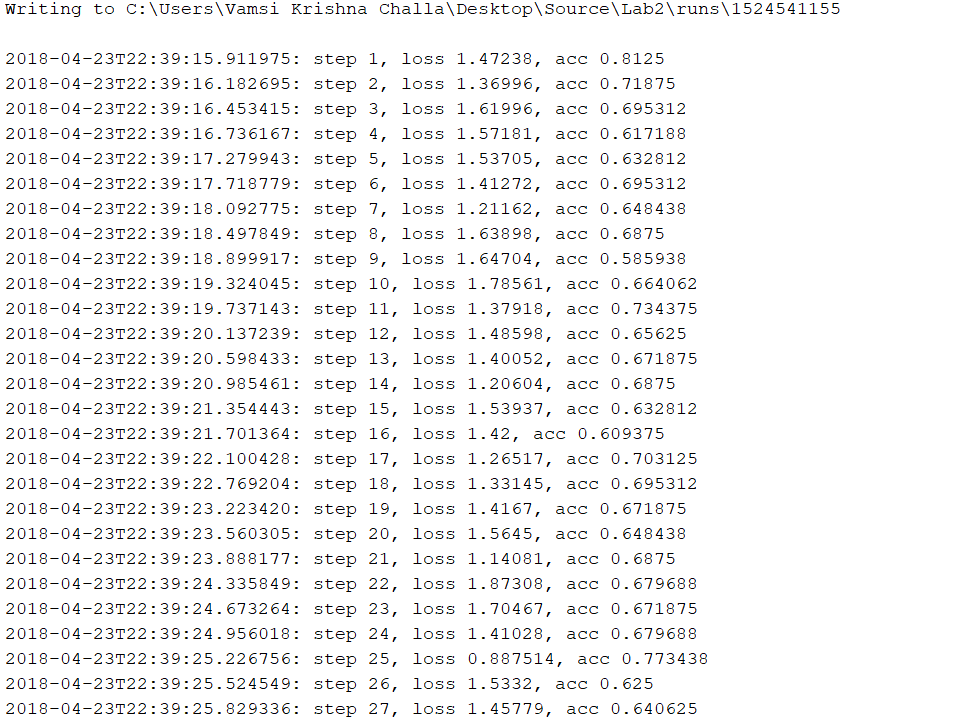 Writing to C:\Users\Vamsi Krishna Challa\Desktop\Source\Lab2\runs\1524541155
2018-04-23T22:39:15.911975: step 1, loss 1.47238, acc 0.8125
2018-04-23T22:39:16.182695: step 2, loss 1.36996, acc 0.71875
2018-04-23T22:39:16.453415: step 3, loss 1.61996, acc 0.695312
2018-04-23T22:39:16.736167: step 4, loss 1.57181, acc 0.617188
2018-04-23T22:39:17.279943: step 5, loss 1.53705, acc 0.632812
2018-04-23T22:39:17.718779: step 6, loss 1.41272, acc 0.695312
2018-04-23T22:39:18.092775: step 7, loss 1.21162, acc 0.648438
2018-04-23T22:39:18.497849: step 8, loss 1.63898, acc 0.6875
2018-04-23T22:39:18.899917: step 9, loss 1.64704, acc 0.585938
2018-04-23T22:39:19.324045: step 10, loss 1.78561, acc 0.664062
2018-04-23T22:39:19.737143: step 11, loss 1.37918, acc 0.734375
2018-04-23T22:39:20.137239: step 12, loss 1.48598, acc 0.65625
2018-04-23T22:39:20.598433: step 13, loss 1.40052, acc 0.671875
2018-04-23T22:39:20.985461: step 14, loss 1.20604, acc 0.6875
2018-04-23T22:39:21.354443: step 15, loss 1.53937, acc 0.632812
2018-04-23T22:39:21.701364: step 16, loss 1.42, acc 0.609375
2018-04-23T22:39:22.100428: step 17, loss 1.26517, acc 0.703125
2018-04-23T22:39:22.769204: step 18, loss 1.33145, acc 0.695312
2018-04-23T22:39:23.223420: step 19, loss 1.4167, acc 0.671875
2018-04-23T22:39:23.560305: step 20, loss 1.5645, acc 0.648438
2018-04-23T22:39:23.888177: step 21, loss 1.14081, acc 0.6875
2018-04-23T22:39:24.335849: step 22, loss 1.87308, acc 0.679688
2018-04-23T22:39:24.673264: step 23, loss 1.70467, acc 0.671875
2018-04-23T22:39:24.956018: step 24, loss 1.41028, acc 0.679688
2018-04-23T22:39:25.226756: step 25, loss 0.887514, acc 0.773438
2018-04-23T22:39:25.524549: step 26, loss 1.5332, acc 0.625
2018-04-23T22:39:25.829336: step 27, loss 1.45779, acc 0.640625